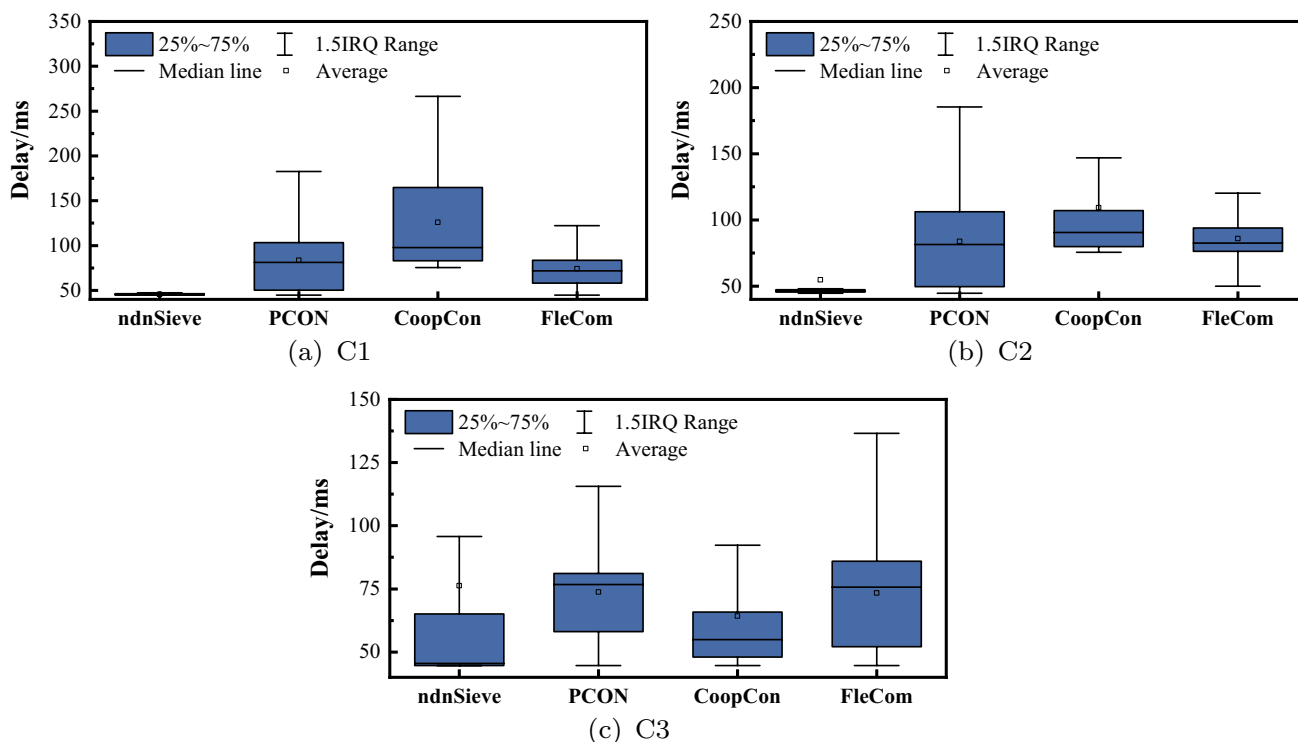 350
300
250
200
150
100
50
Delay/ms
25%~75%
1.5IRQ Range
Median line
Average
ndnSieve
PCON
CoopCon
FleCom
(a) C1
250
200
150
100
50
Delay/ms
25%~75%
1.5IRQ Range
Median line
Average
ndnSieve
PCON
CoopCon
FleCom
(b) C2
150
125
100
75
50
Delay/ms
25%~75%
1.5IRQ Range
Median line
Average
ndnSieve
PCON
CoopCon
FleCom
(c) C3